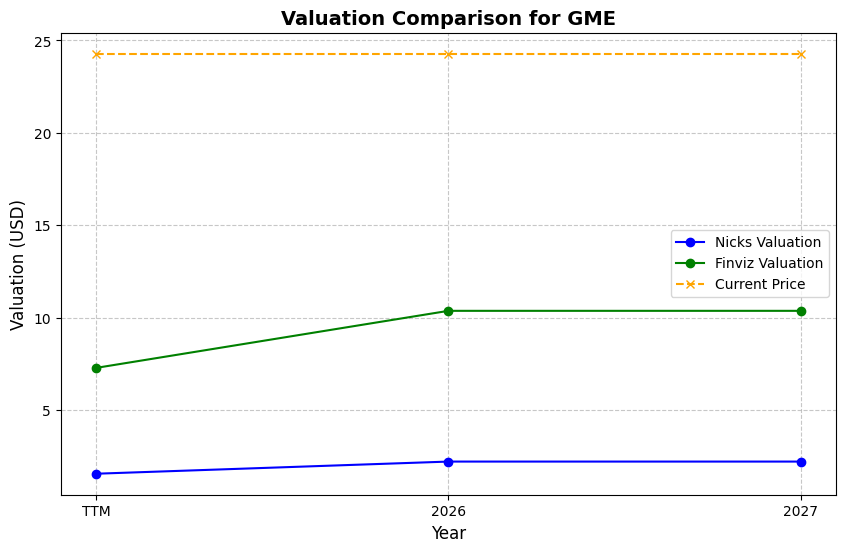 Valuation Comparison for GME
Valuation (USD)
25
20
15
10
5
Nicks Valuation
Finviz Valuation
Current Price
TTM
2026
2027
Year